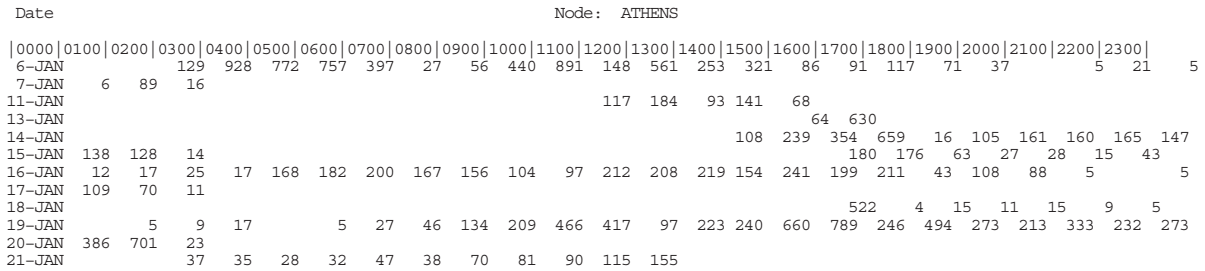 Date Node: ATHENS
|0000|0100|0200|0300|0400|0500|0600|0700|0800|0900|1000|1100|1200|1300|1400|1500|1600|1700|1800|1900|2000|2100|2200|2300|
6-JAN 129 928 772 757 397 27 56 440 891 148 561 253 321 86 91 117 71 37 5 21 5
7-JAN 6 89 16
11-JAN 117 184 93 141 68
13-JAN 64 630
14-JAN 108 239 354 659 16 105 161 160 165 147
15-JAN 138 128 14 180 176 63 27 28 15 43
16-JAN 12 17 25 17 168 182 200 167 156 104 97 212 208 219 154 241 199 211 43 108 88 5 5
17-JAN 109 70 11
18-JAN 522 4 15 11 15 9 5
19-JAN 5 9 17 5 27 46 134 209 466 417 97 223 240 660 789 246 494 273 213 333 232 273
20-JAN 386 701 23
21-JAN 37 35 28 32 47 38 70 81 90 115 155